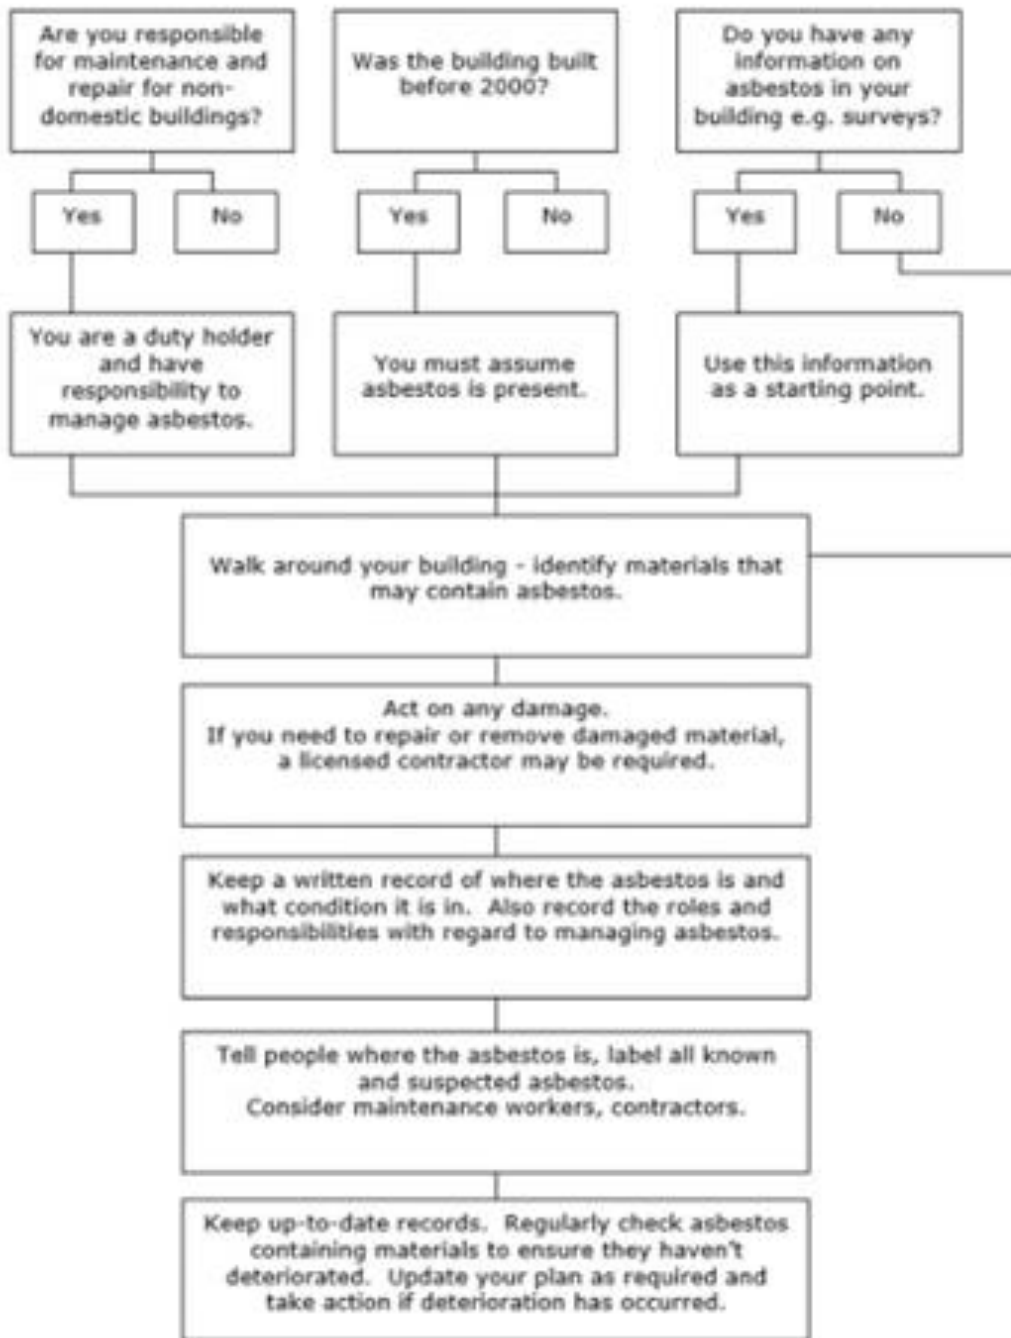 Are you responsible
for maintenance and
repair for non-
domestic buildings?
Was the building built
before 2000?
Do you have any
information on
asbestos in your
building e.g. surveys?
Yes
No
Yes
No
Yes
No
You are a duty holder
and have
responsibility to
manage asbestos.
You must assume
asbestos is present.
Use this information
as a starting point.
Walk around your building - identify materials that
may contain asbestos.
Act on any damage.
If you need to repair or remove damaged material,
a licensed contractor may be required.
Keep a written record of where the asbestos is and
what condition it is in.  Also record the roles and
responsibilities with regard to managing asbestos.
Tell people where the asbestos is, label all known
and suspected asbestos.
Consider maintenance workers, contractors.
Keep up-to-date records.  Regularly check asbestos
containing materials to ensure they haven't
deteriorated.  Update your plan as required and
take action if deterioration has occurred.